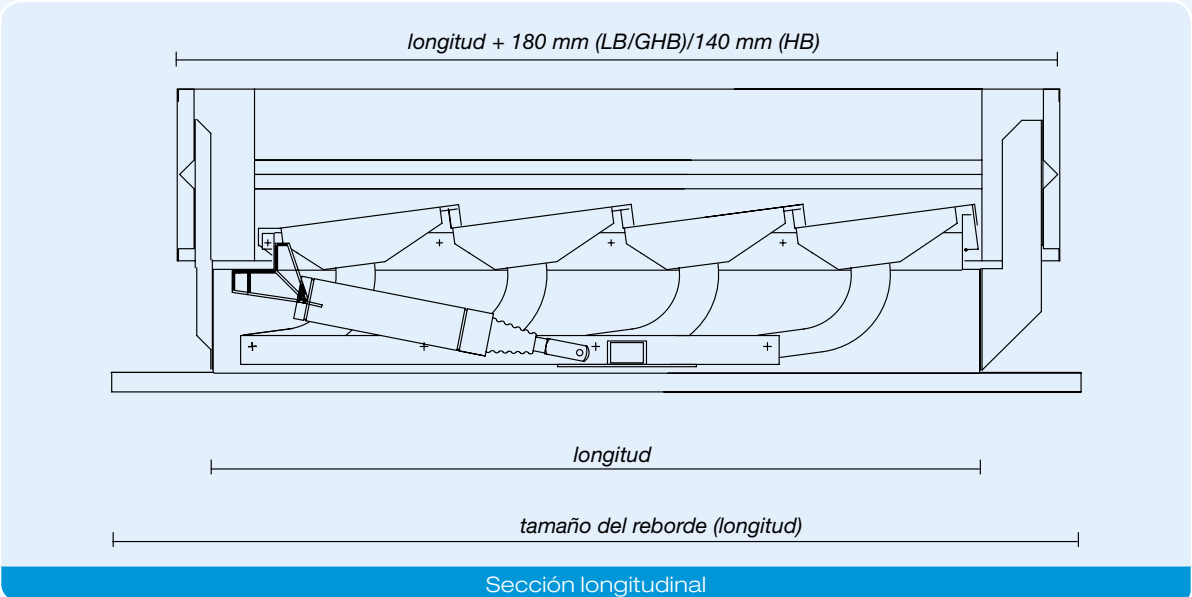 longitud + 180 mm (LB/GHB)/140 mm (HB)
longitud
tamaño del reborde (longitud)
Sección longitudinal